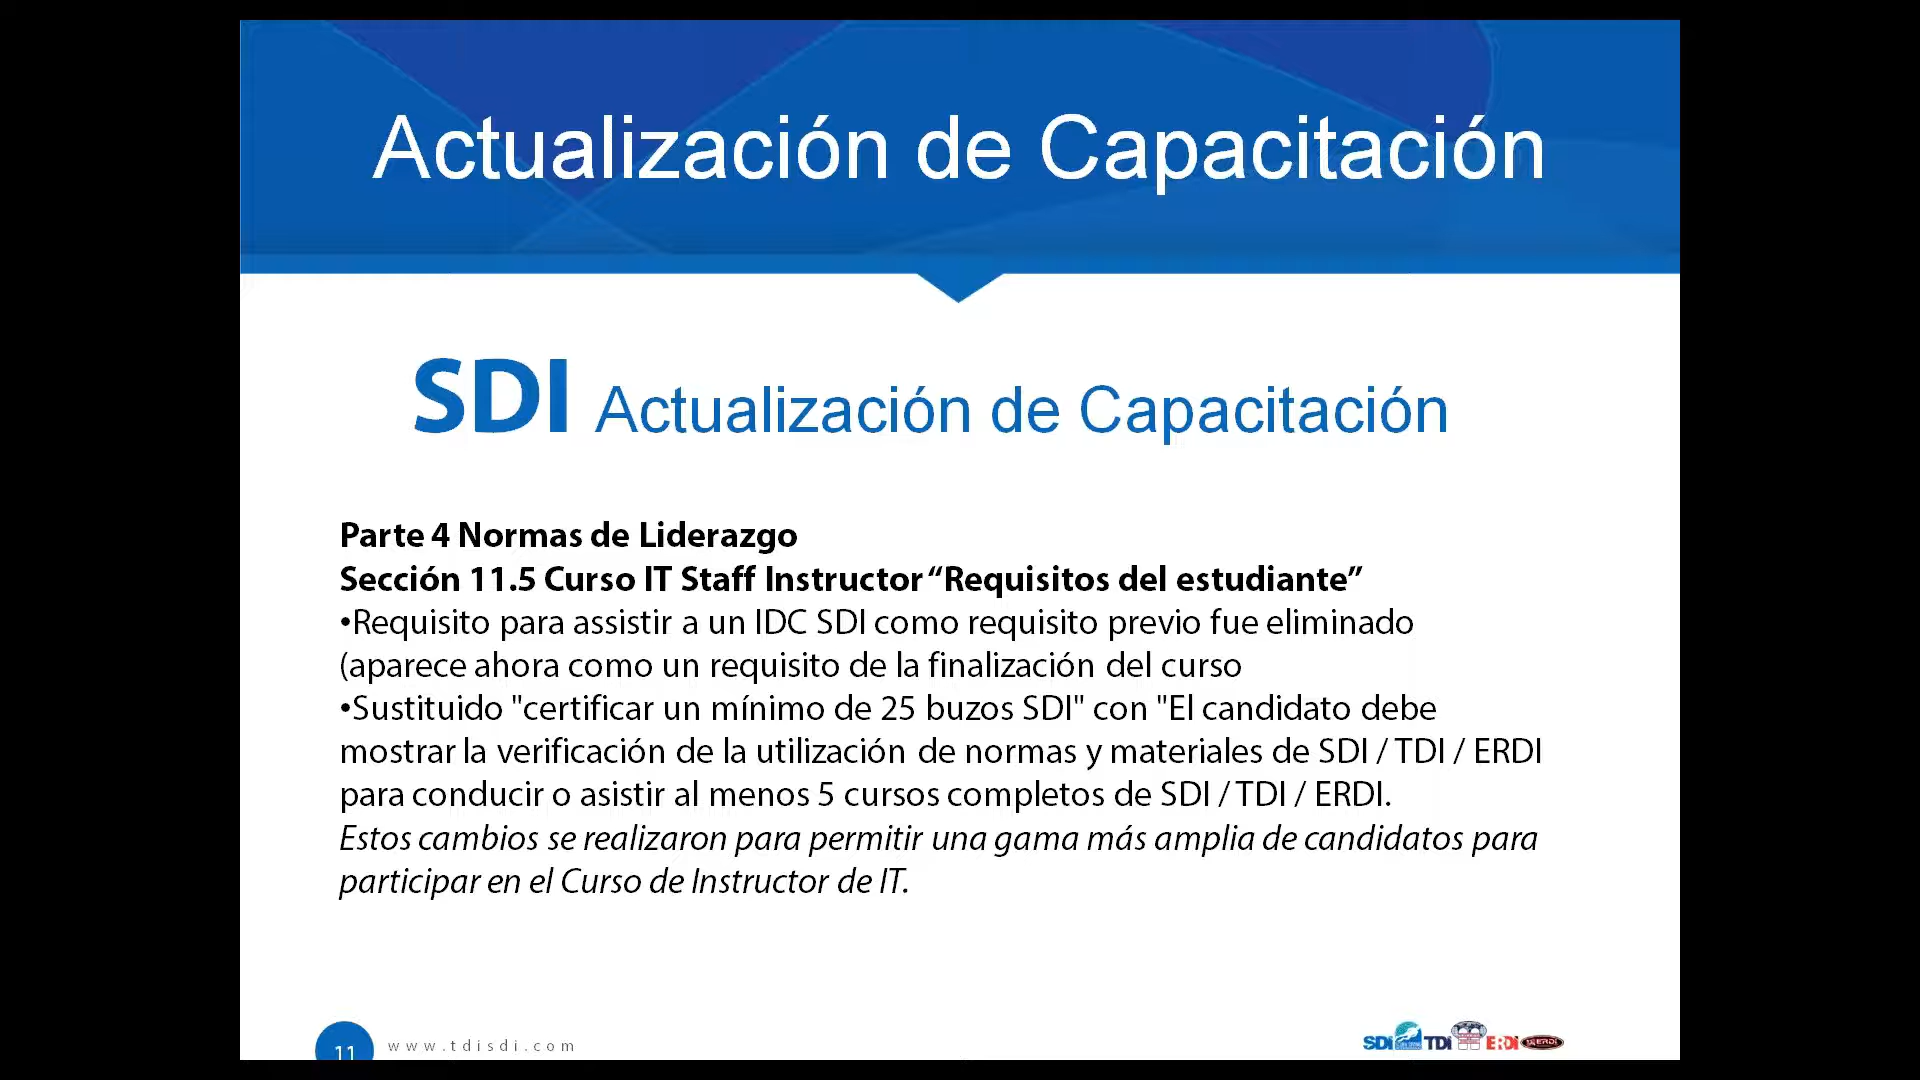 Actualización de Capacitación
SDI Actualización de Capacitación
Parte 4 Normas de Liderazgo
Sección 11.5 Curso IT Staff Instructor “Requisitos del estudiante”
•Requisito para assistir a un IDC SDI como requisito previo fue eliminado
(aparece ahora como un requisito de la finalización del curso
•Sustituido "certificar un mínimo de 25 buzos SDI" con "El candidato debe
mostrar la verificación de la utilización de normas y materiales de SDI / TDI / ERDI
para conducir o asistir al menos 5 cursos completos de SDI / TDI / ERDI.
Estos cambios se realizaron para permitir una gama más amplia de candidatos para
participar en el Curso de Instructor de IT.
11 www.tdisdi.com
SDI TDI ERDI ERDI